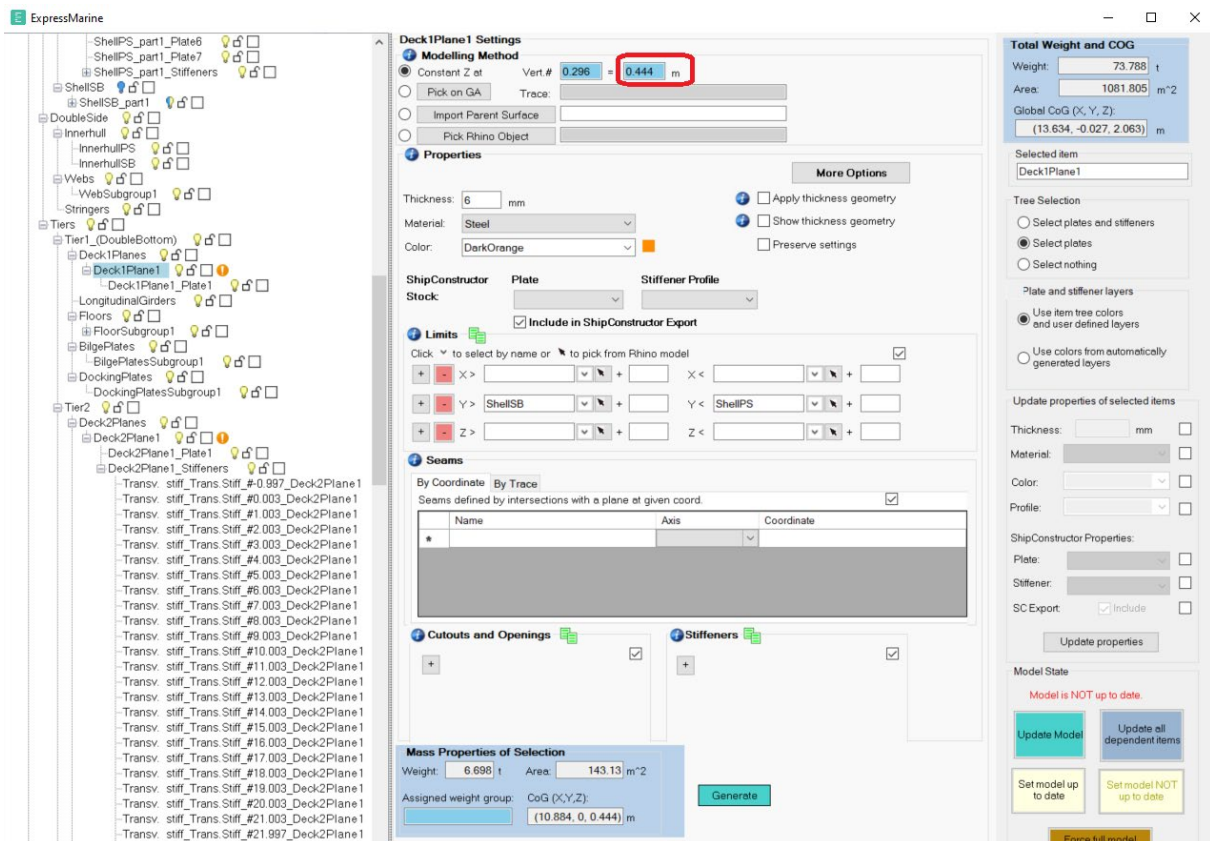 ExpressMarine
ShellPS_part1_Plate6
ShellPS_part1_Plate7
ShellPS_part1_Stiffeners
ShellSB
ShellSB_part1
DoubleSide
Innerhull
InnerhullPS
InnerhullSB
Webs
WebSubgroup1
Stringers
Tiers
Tier1_(DoubleBottom)
Deck1Planes
Deck1Plane1
Deck1Plane1_Plate1
LongitudinalGirders
Floors
FloorSubgroup1
BilgePlates
BilgePlatesSubgroup1
DockingPlates
DockingPlatesSubgroup1
Tier2
Deck2Planes
Deck2Plane1
Deck2Plane1_Plate1
Deck2Plane1_Stiffeners
Transv. stiff_Trans.Stiff_#-0.997_Deck2Plane1
Transv. stiff_Trans.Stiff_#0.003_Deck2Plane1
Transv. stiff_Trans.Stiff_#1.003_Deck2Plane1
Transv. stiff_Trans.Stiff_#2.003_Deck2Plane1
Transv. stiff_Trans.Stiff_#3.003_Deck2Plane1
Transv. stiff_Trans.Stiff_#4.003_Deck2Plane1
Transv. stiff_Trans.Stiff_#5.003_Deck2Plane1
Transv. stiff_Trans.Stiff_#6.003_Deck2Plane1
Transv. stiff_Trans.Stiff_#7.003_Deck2Plane1
Transv. stiff_Trans.Stiff_#8.003_Deck2Plane1
Transv. stiff_Trans.Stiff_#9.003_Deck2Plane1
Transv. stiff_Trans.Stiff_#10.003_Deck2Plane1
Transv. stiff_Trans.Stiff_#11.003_Deck2Plane1
Transv. stiff_Trans.Stiff_#12.003_Deck2Plane1
Transv. stiff_Trans.Stiff_#13.003_Deck2Plane1
Transv. stiff_Trans.Stiff_#14.003_Deck2Plane1
Transv. stiff_Trans.Stiff_#15.003_Deck2Plane1
Transv. stiff_Trans.Stiff_#16.003_Deck2Plane1
Transv. stiff_Trans.Stiff_#17.003_Deck2Plane1
Transv. stiff_Trans.Stiff_#18.003_Deck2Plane1
Transv. stiff_Trans.Stiff_#19.003_Deck2Plane1
Transv. stiff_Trans.Stiff_#20.003_Deck2Plane1
Transv. stiff_Trans.Stiff_#21.003_Deck2Plane1
Transv. stiff_Trans.Stiff_#21.997_Deck2Plane1
Deck1Plane1 Settings
Modelling Method
Constant Z at Vert.# 0.296 = 0.444 m
Pick on GA Trace:
Import Parent Surface
Pick Rhino Object
Properties
More Options
Thickness: 6 mm Apply thickness geometry
Material: Steel Show thickness geometry
Color: DarkOrange Preserve settings
ShipConstructor Plate Stiffener Profile
Stock:
Include in ShipConstructor Export
Limits
Click to select by name or to pick from Rhino model
+ - X > + X < +
+ - Y > ShellSB + Y < ShellPS +
+ - Z > + Z < +
Seams
By Coordinate By Trace
Seams defined by intersections with a plane at given coord.
Name Axis Coordinate
*
Cutouts and Openings Stiffeners
+ +
Mass Properties of Selection
Weight: 6.698 t Area: 143.13 m^2
Assigned weight group: CoG (X,Y,Z):
(10.884, 0, 0.444) m
Generate
Total Weight and COG
Weight: 73.788 t
Area: 1081.805 m^2
Global CoG (X, Y, Z):
(13.634, -0.027, 2.063) m
Selected item
Deck1Plane1
Tree Selection
Select plates and stiffeners
Select plates
Select nothing
Plate and stiffener layers
Use item tree colors
and user defined layers
Use colors from automatically
generated layers
Update properties of selected items
Thickness: mm
Material:
Color:
Profile:
ShipConstructor Properties:
Plate:
Stiffener:
SC Export: Include
Update properties
Model State
Model is NOT up to date.
Update Model
Update all
dependent items
Set model up
to date
Set model NOT
up to date
Force full model